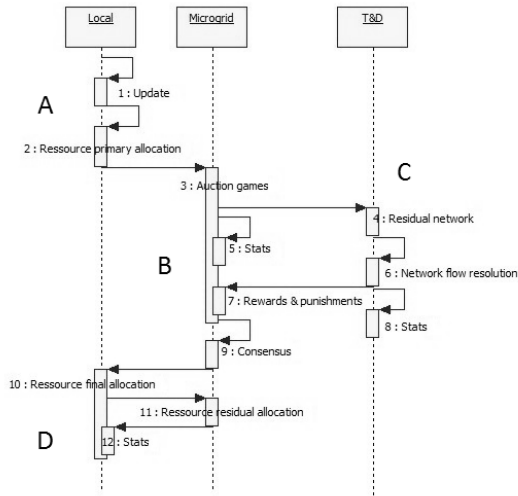 Local
Microgrid
T&D
1 : Update
A
2 : Ressource primary allocation
C
3 : Auction games
4 : Residual network
5 : Stats
B
6 : Network flow resolution
7 : Rewards & punishments
8 : Stats
9 : Consensus
10 : Ressource final allocation
11 : Ressource residual allocation
D
12 : Stats